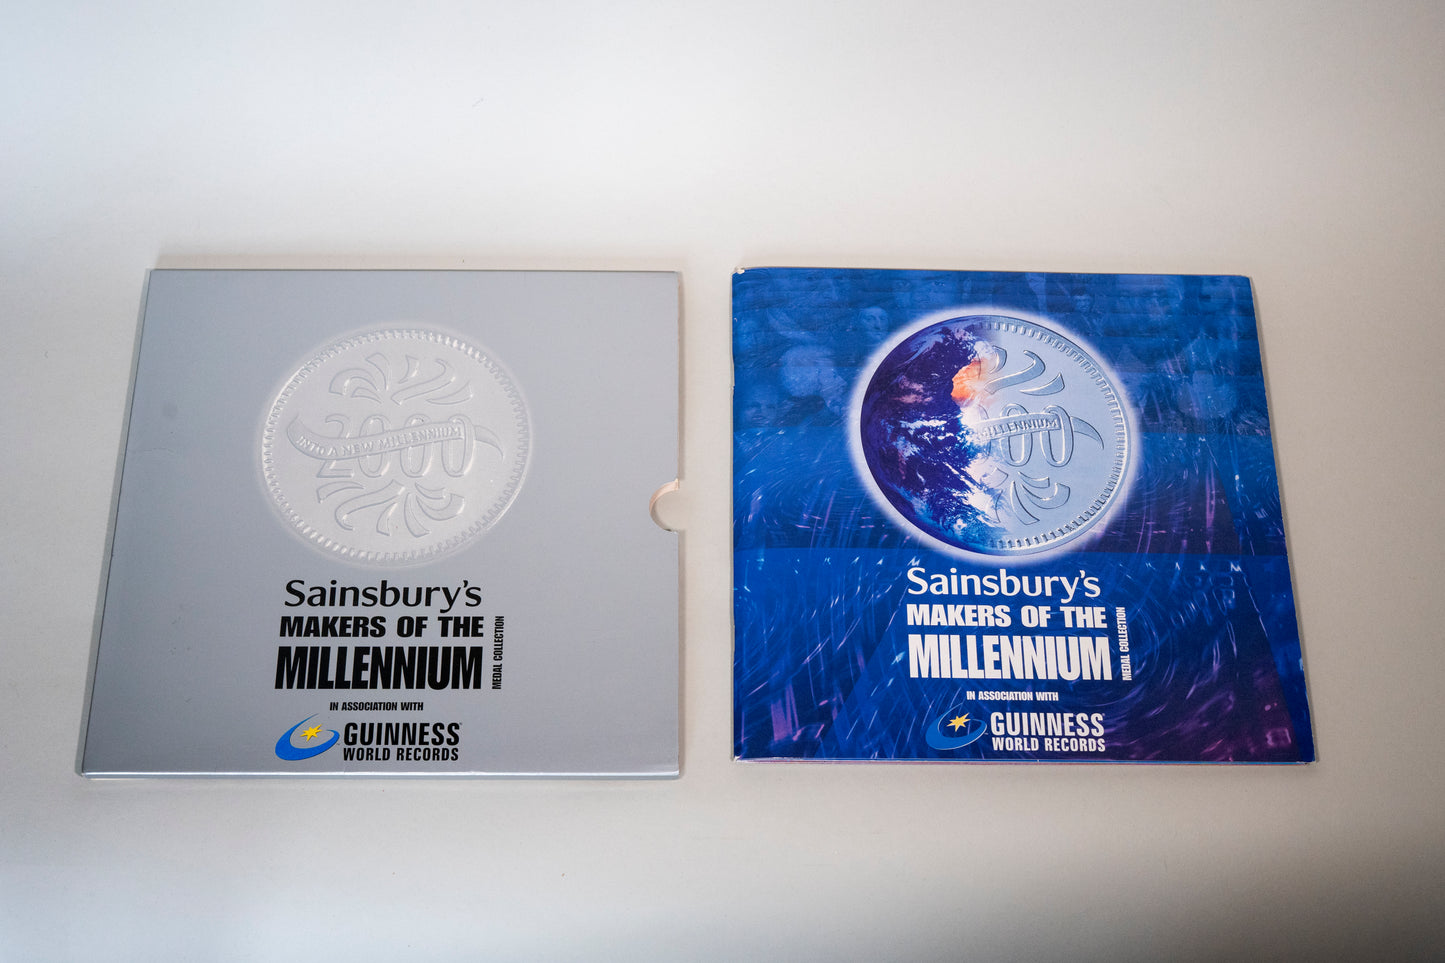 2000
INTO A NEW MILLENNIUM
Sainsbury's
MAKERS OF THE
MILLENNIUM
MEDAL COLLECTION
IN ASSOCIATION WITH
GUINNESS
WORLD RECORDS
00
MILLENNIUM
Sainsbury's
MAKERS OF THE
MILLENNIUM
MEDAL COLLECTION
IN ASSOCIATION WITH
GUINNESS
WORLD RECORDS